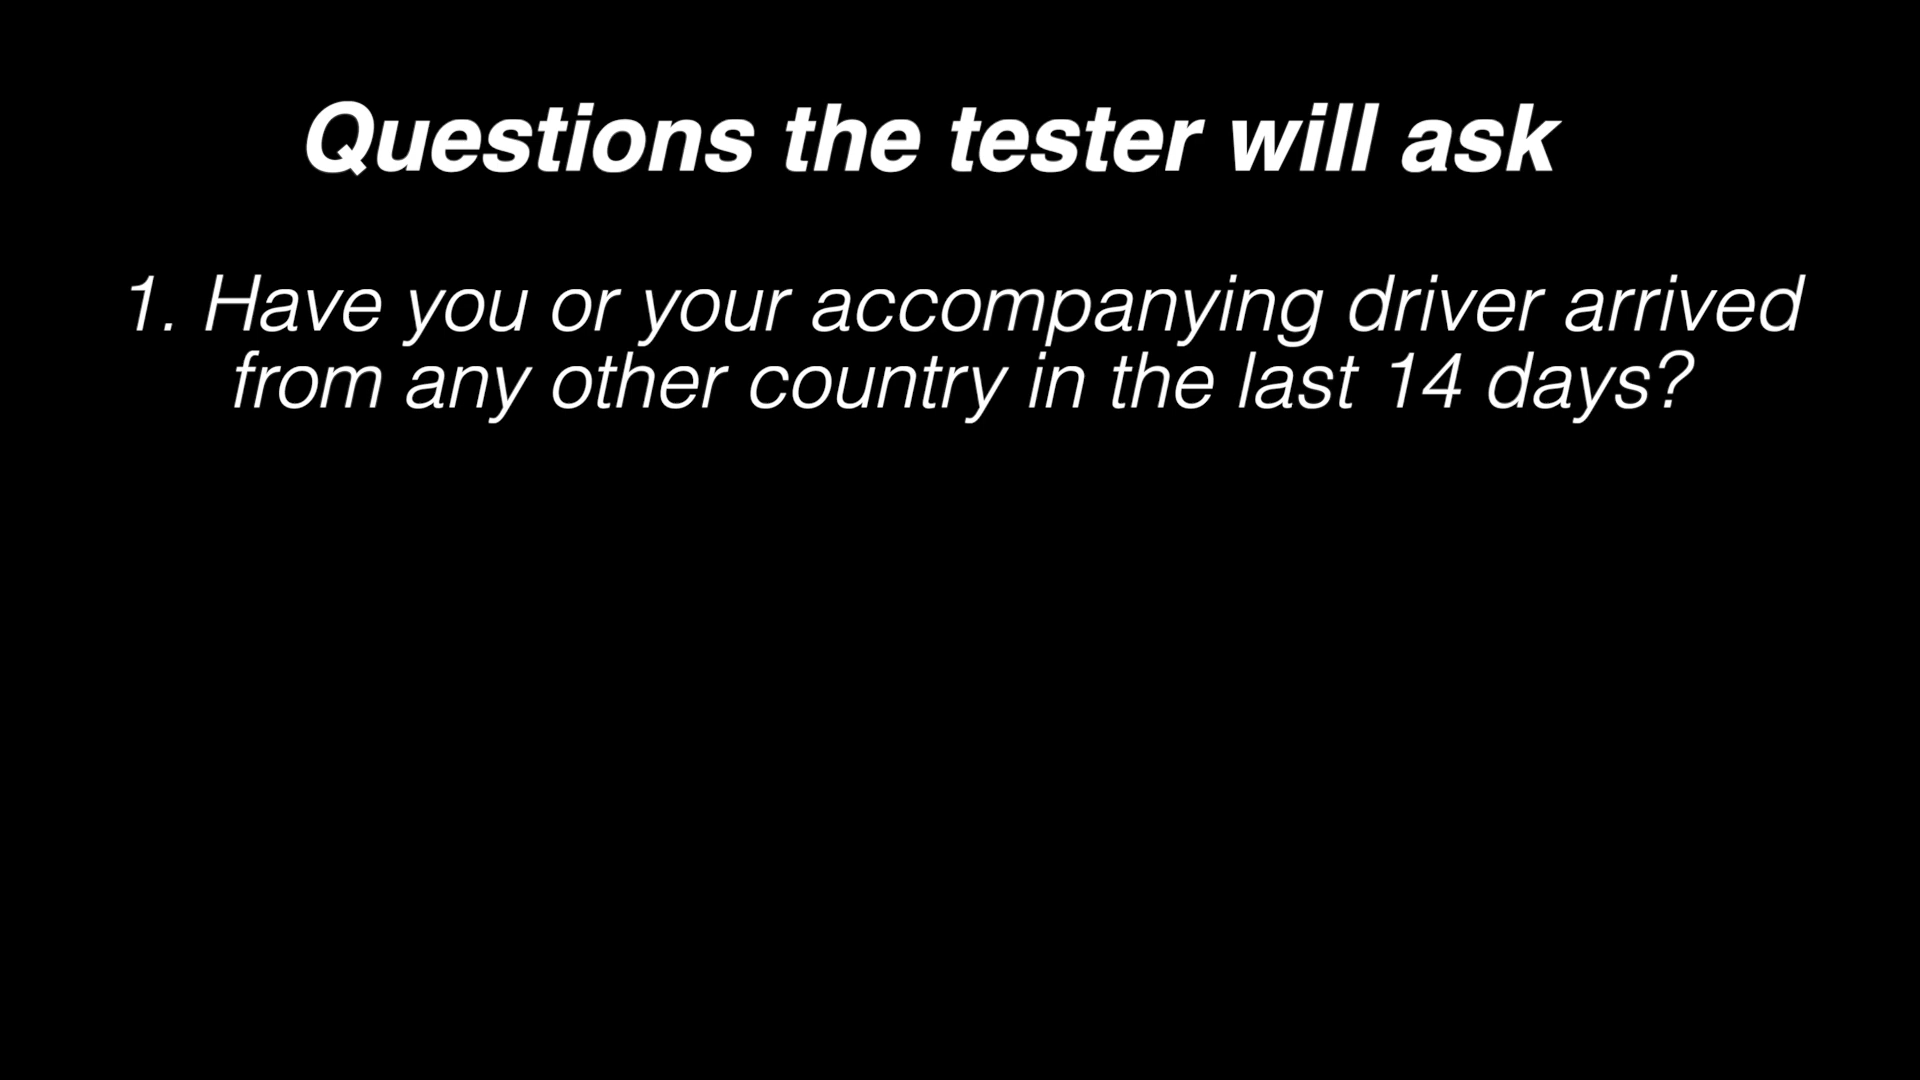 Questions the tester will ask
1. Have you or your accompanying driver arrived
from any other country in the last 14 days?